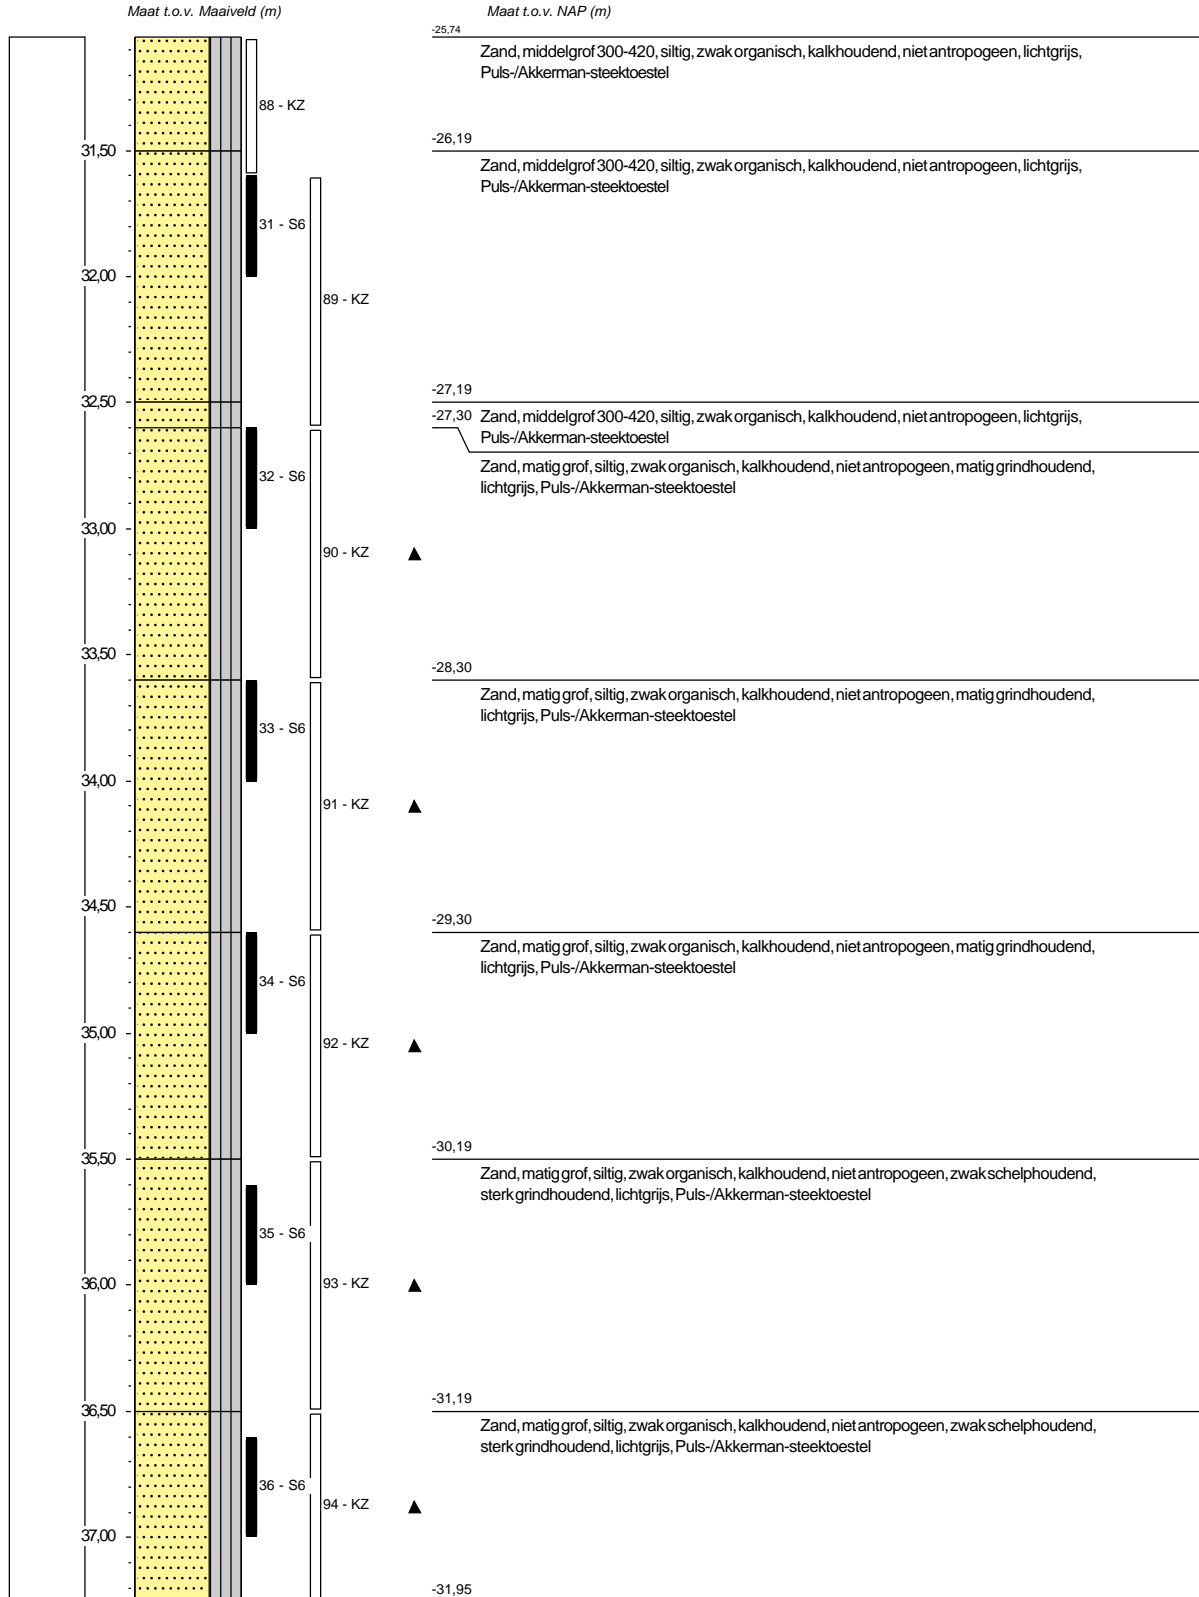 Maat t.o.v. Maaiveld (m)
Maat t.o.v. NAP (m)
-25,74
Zand, middelgrof 300-420, siltig, zwak organisch, kalkhoudend, niet antropogeen, lichtgrijs,
Puls-/Akkerman-steektoestel
88 - KZ
-26,19
31,50
Zand, middelgrof 300-420, siltig, zwak organisch, kalkhoudend, niet antropogeen, lichtgrijs,
Puls-/Akkerman-steektoestel
31 - S6
32,00
89 - KZ
-27,19
32,50
-27,30
Zand, middelgrof 300-420, siltig, zwak organisch, kalkhoudend, niet antropogeen, lichtgrijs,
Puls-/Akkerman-steektoestel
Zand, matig grof, siltig, zwak organisch, kalkhoudend, niet antropogeen, matig grindhoudend,
lichtgrijs, Puls-/Akkerman-steektoestel
32 - S6
33,00
90 - KZ
33,50
-28,30
Zand, matig grof, siltig, zwak organisch, kalkhoudend, niet antropogeen, matig grindhoudend,
lichtgrijs, Puls-/Akkerman-steektoestel
33 - S6
34,00
91 - KZ
34,50
-29,30
Zand, matig grof, siltig, zwak organisch, kalkhoudend, niet antropogeen, matig grindhoudend,
lichtgrijs, Puls-/Akkerman-steektoestel
34 - S6
35,00
92 - KZ
-30,19
35,50
Zand, matig grof, siltig, zwak organisch, kalkhoudend, niet antropogeen, zwak schelphoudend,
sterk grindhoudend, lichtgrijs, Puls-/Akkerman-steektoestel
35 - S6
36,00
93 - KZ
-31,19
36,50
Zand, matig grof, siltig, zwak organisch, kalkhoudend, niet antropogeen, zwak schelphoudend,
sterk grindhoudend, lichtgrijs, Puls-/Akkerman-steektoestel
36 - S6
94 - KZ
37,00
-31,95